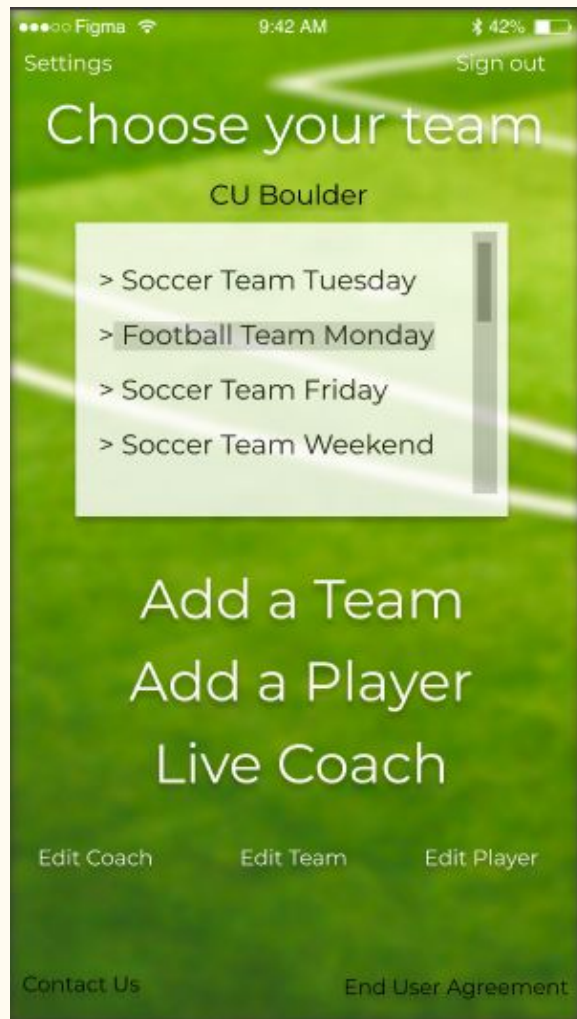 Figma 9:42 AM 42%
Settings Sign out
Choose your team
CU Boulder
> Soccer Team Tuesday
> Football Team Monday
> Soccer Team Friday
> Soccer Team Weekend
Add a Team
Add a Player
Live Coach
Edit Coach Edit Team Edit Player
Contact Us End User Agreement